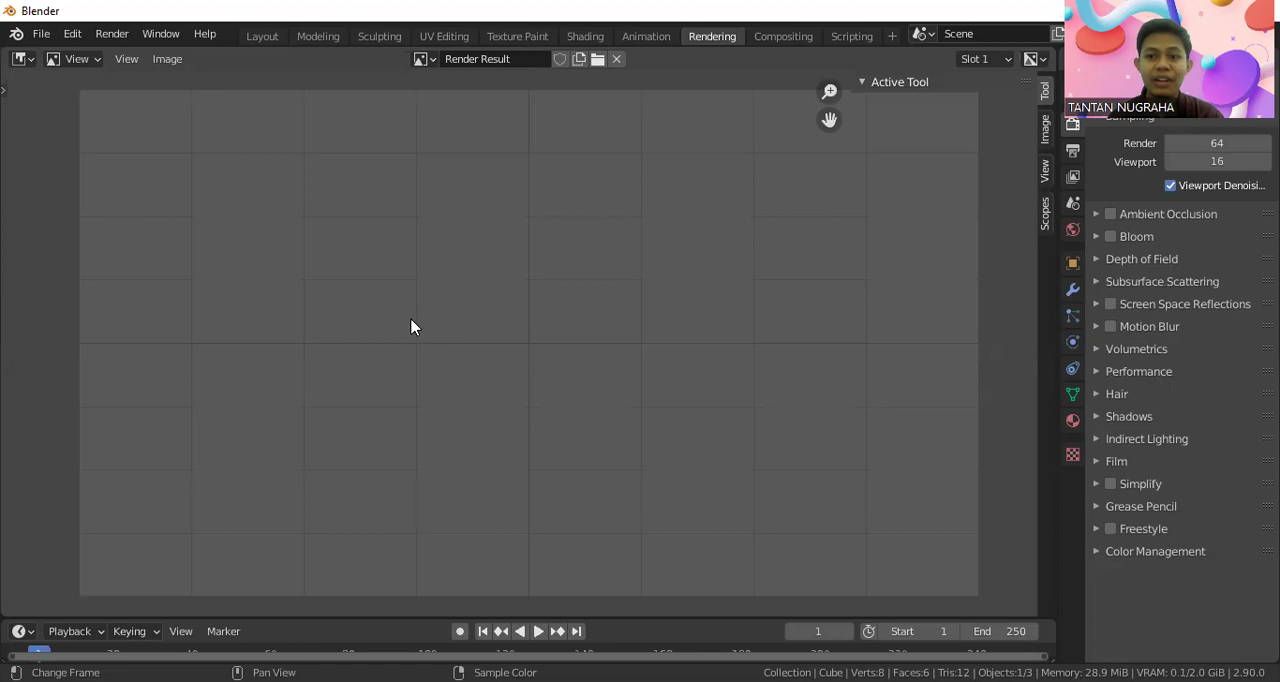 Blender
File Edit Render Window Help Layout Modeling Sculpting UV Editing Texture Paint Shading Animation Rendering Compositing Scripting + Scene
View View Image Render Result Slot 1
Active Tool
Tool
Image
View
Scopes
TANTAN NUGRAHA
Sampling
Render 64
Viewport 16
Viewport Denoisi...
Ambient Occlusion
Bloom
Depth of Field
Subsurface Scattering
Screen Space Reflections
Motion Blur
Volumetrics
Performance
Hair
Shadows
Indirect Lighting
Film
Simplify
Grease Pencil
Freestyle
Color Management
Playback Keying View Marker 1 Start 1 End 250
Change Frame Pan View Sample Color Collection | Cube | Verts:8 | Faces:6 | Tris:12 | Objects:1/3 | Memory: 28.9 MiB | VRAM: 0.1/2.0 GiB | 2.90.0